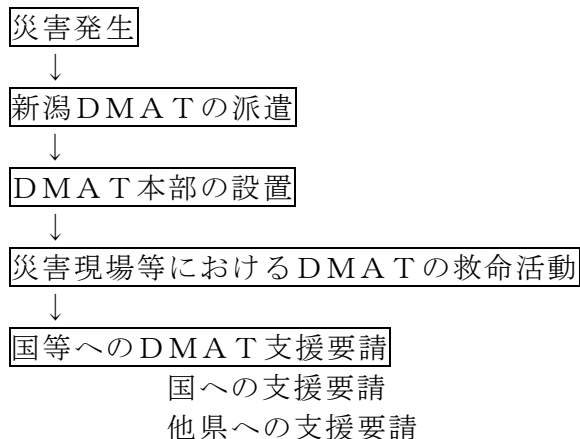 災害発生
↓
新潟DMATの派遣
↓
DMAT本部の設置
↓
災害現場等におけるDMATの救命活動
↓
国等へのDMAT支援要請
国への支援要請
他県への支援要請